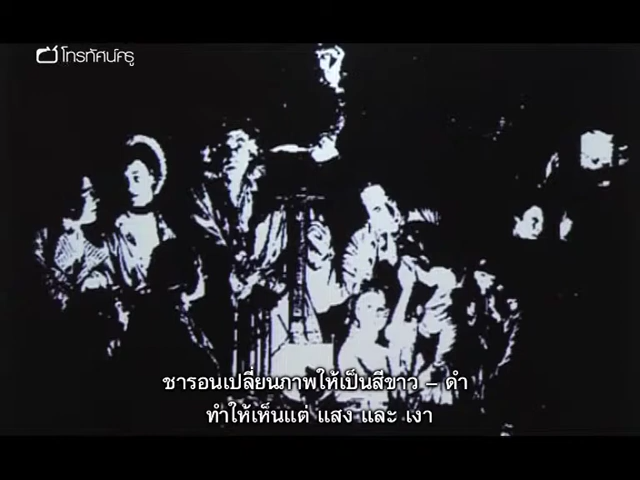 โทรทัศน์ครู
ชารอนเปลี่ยนภาพให้เป็นสีขาว – ดำ
ทำให้เห็นแต่ แสง และ เงา